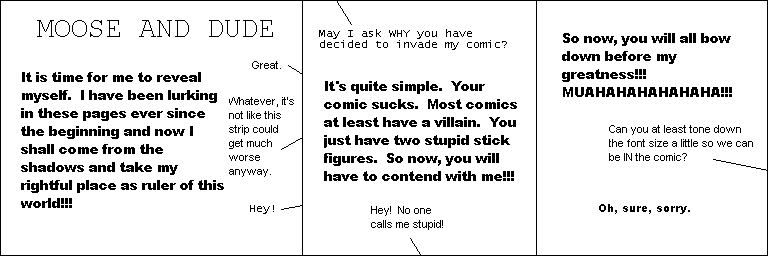 MOOSE AND DUDE
Great.
It is time for me to reveal
myself.  I have been lurking
in these pages ever since
the beginning and now I
shall come from the
shadows and take my
rightful place as ruler of this
world!!!
Whatever, it's
not like this
strip could
get much
worse
anyway.
Hey!
May I ask WHY you have
decided to invade my comic?
It's quite simple.  Your
comic sucks.  Most comics
at least have a villain.  You
just have two stupid stick
figures.  So now, you will
have to contend with me!!!
Hey!  No one
calls me stupid!
So now, you will all bow
down before my
greatness!!!
MUAHAHAHAHAHAHA!!!
Can you at least tone down
the font size a little so we can
be IN the comic?
Oh, sure, sorry.